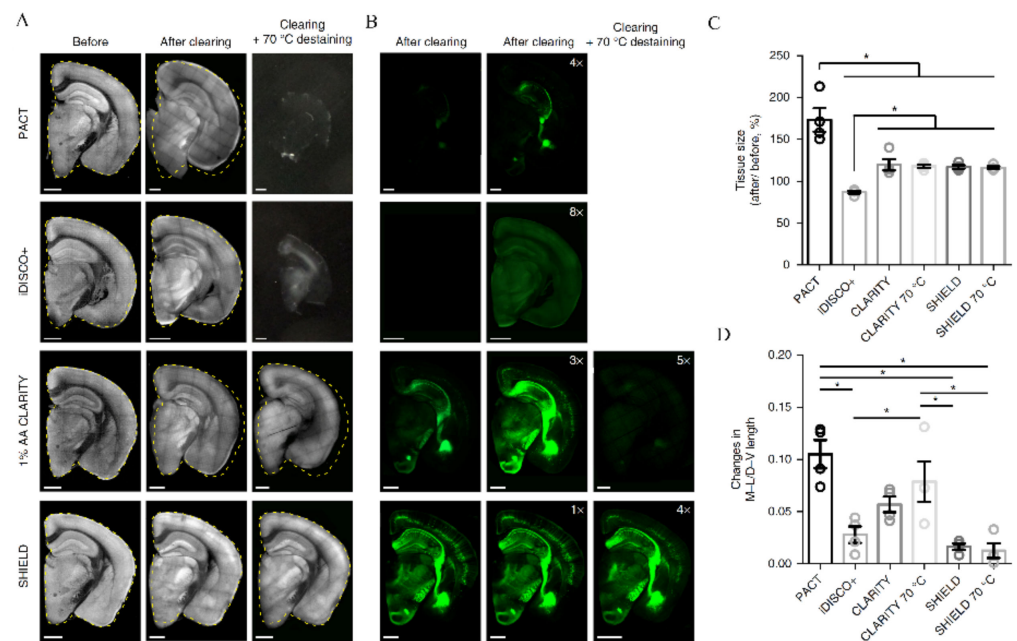 A
Before
After clearing
Clearing
+ 70 °C destaining
PACT
iDISCO+
1% AA CLARITY
SHIELD
B
After clearing
After clearing
Clearing
+ 70 °C destaining
4×
8×
3×
5×
1×
4×
C
Tissue size
(after/ before, %)
250
200
150
100
50
0
*
*
PACT
iDISCO+
CLARITY
CLARITY 70 °C
SHIELD
SHIELD 70 °C
D
Changes in
M–L/D–V length
0.20
0.15
0.10
0.05
0.00
*
*
*
*
*
*
PACT
iDISCO+
CLARITY
CLARITY 70 °C
SHIELD
SHIELD 70 °C